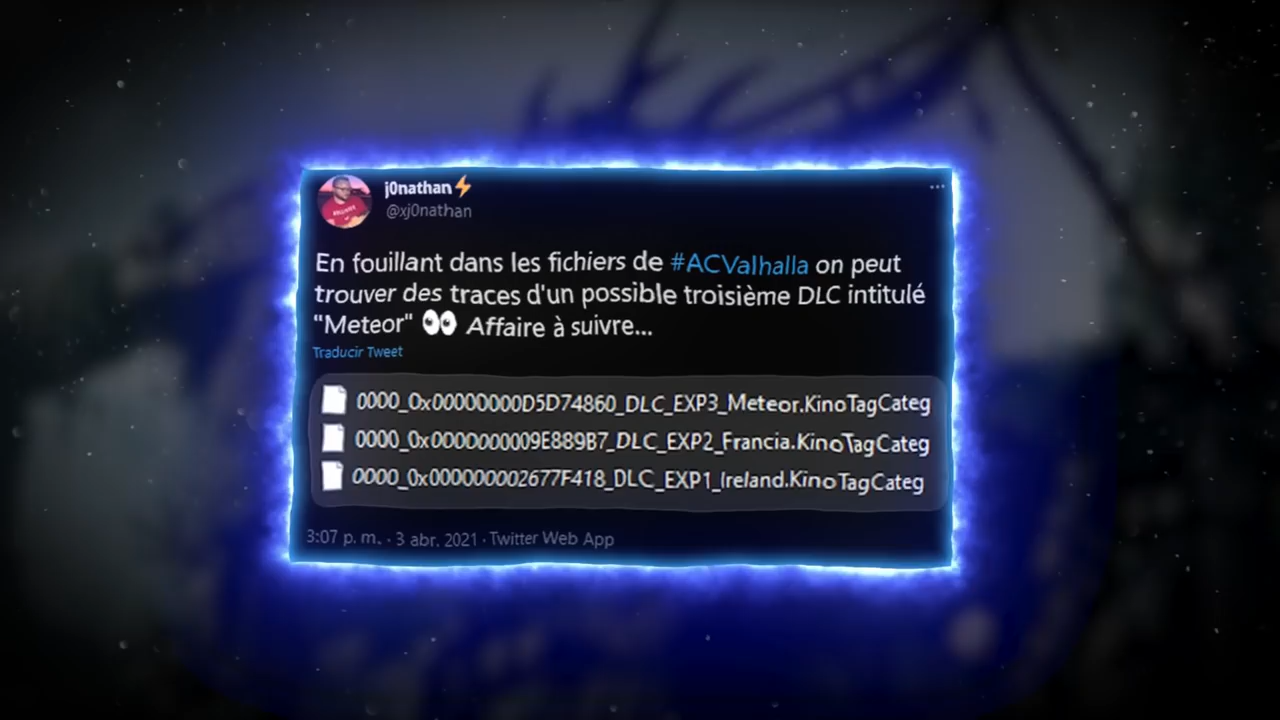 j0nathan⚡
@xj0nathan
En fouillant dans les fichiers de #ACValhalla on peut
trouver des traces d'un possible troisième DLC intitulé
"Meteor" 👀 Affaire à suivre...
Traducir Tweet
0000_0x00000000D5D74860_DLC_EXP3_Meteor.KinoTagCateg
0000_0x0000000009E889B7_DLC_EXP2_Francia.KinoTagCateg
0000_0x000000002677F418_DLC_EXP1_Ireland.KinoTagCateg
3:07 p. m. · 3 abr. 2021 · Twitter Web App